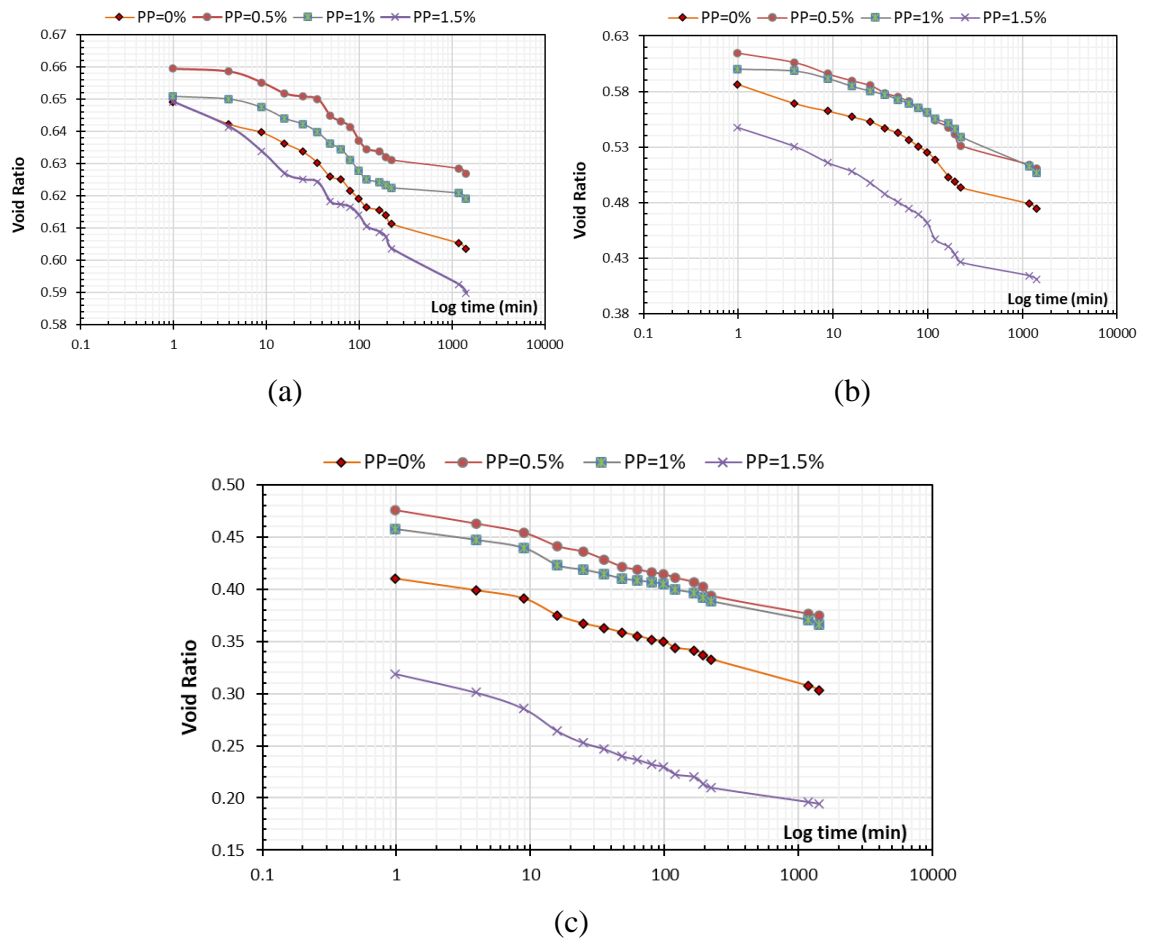 PP=0% PP=0.5% PP=1% PP=1.5%
0.67
0.66
0.65
0.64
0.63
0.62
0.61
0.60
0.59
0.58
Void Ratio
Log time (min)
0.1 1 10 100 1000 10000
(a)
PP=0% PP=0.5% PP=1% PP=1.5%
0.63
0.58
0.53
0.48
0.43
0.38
Void Ratio
Log time (min)
0.1 1 10 100 1000 10000
(b)
PP=0% PP=0.5% PP=1% PP=1.5%
0.50
0.45
0.40
0.35
0.30
0.25
0.20
0.15
Void Ratio
Log time (min)
0.1 1 10 100 1000 10000
(c)